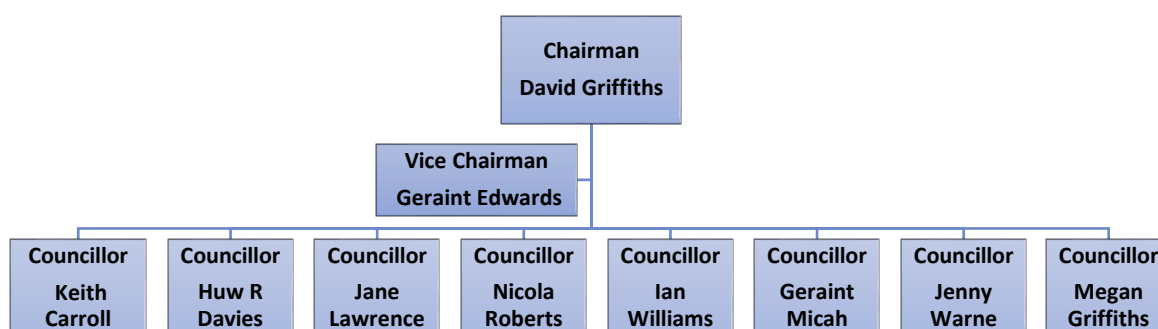 Chairman
David Griffiths
Vice Chairman
Geraint Edwards
Councillor
Keith
Carroll
Councillor
Huw R
Davies
Councillor
Jane
Lawrence
Councillor
Nicola
Roberts
Councillor
Ian
Williams
Councillor
Geraint
Micah
Councillor
Jenny
Warne
Councillor
Megan
Griffiths